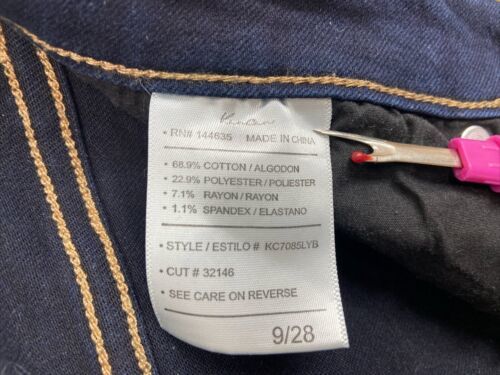 KanCan
• RN# 144635 MADE IN CHINA
• 68.9% COTTON / ALGODON
• 22.9% POLYESTER / POLIESTER
• 7.1% RAYON / RAYON
• 1.1% SPANDEX / ELASTANO
• STYLE / ESTILO # KC7085LYB
• CUT # 32146
• SEE CARE ON REVERSE
9/28